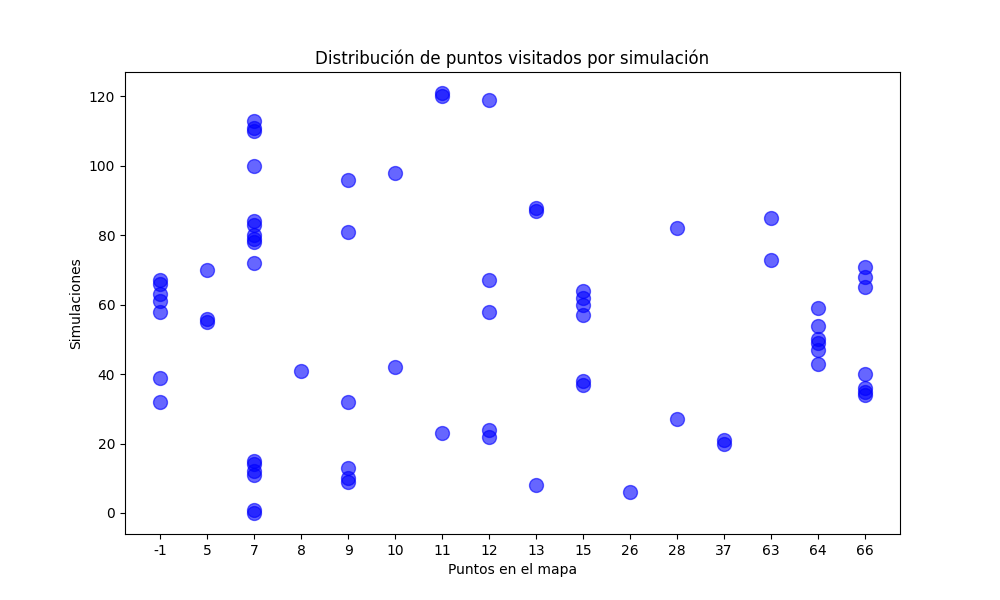 Distribución de puntos visitados por simulación
120
100
80
60
40
20
0
Simulaciones
-1 5 7 8 9 10 11 12 13 15 26 28 37 63 64 66
Puntos en el mapa